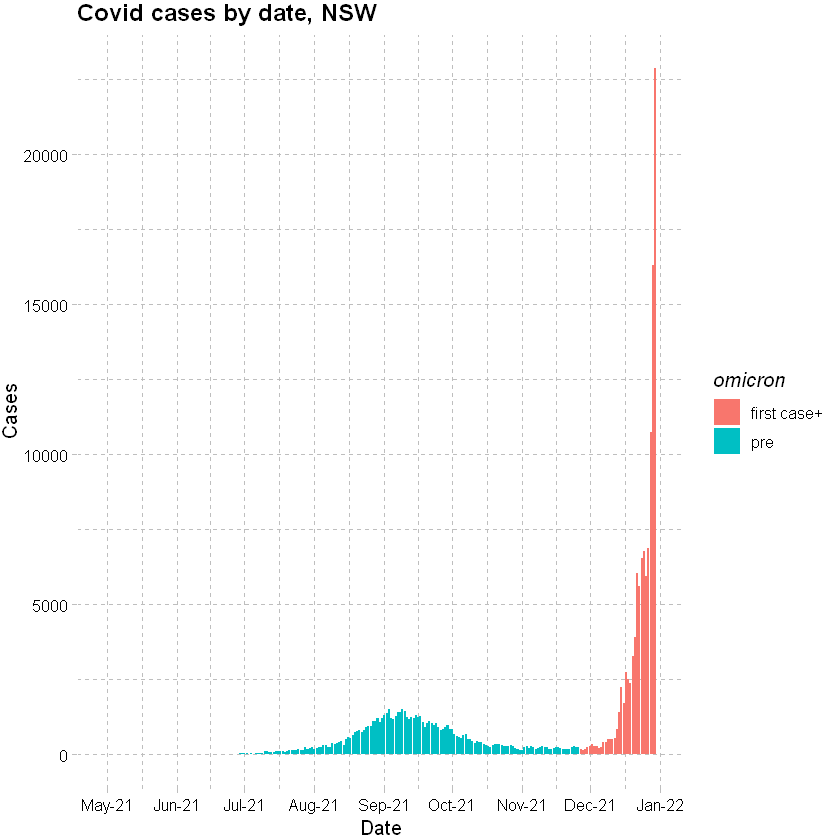 Covid cases by date, NSW
20000
15000
10000
5000
0
Cases
May-21 Jun-21 Jul-21 Aug-21 Sep-21 Oct-21 Nov-21 Dec-21 Jan-22
Date
omicron
first case+
pre